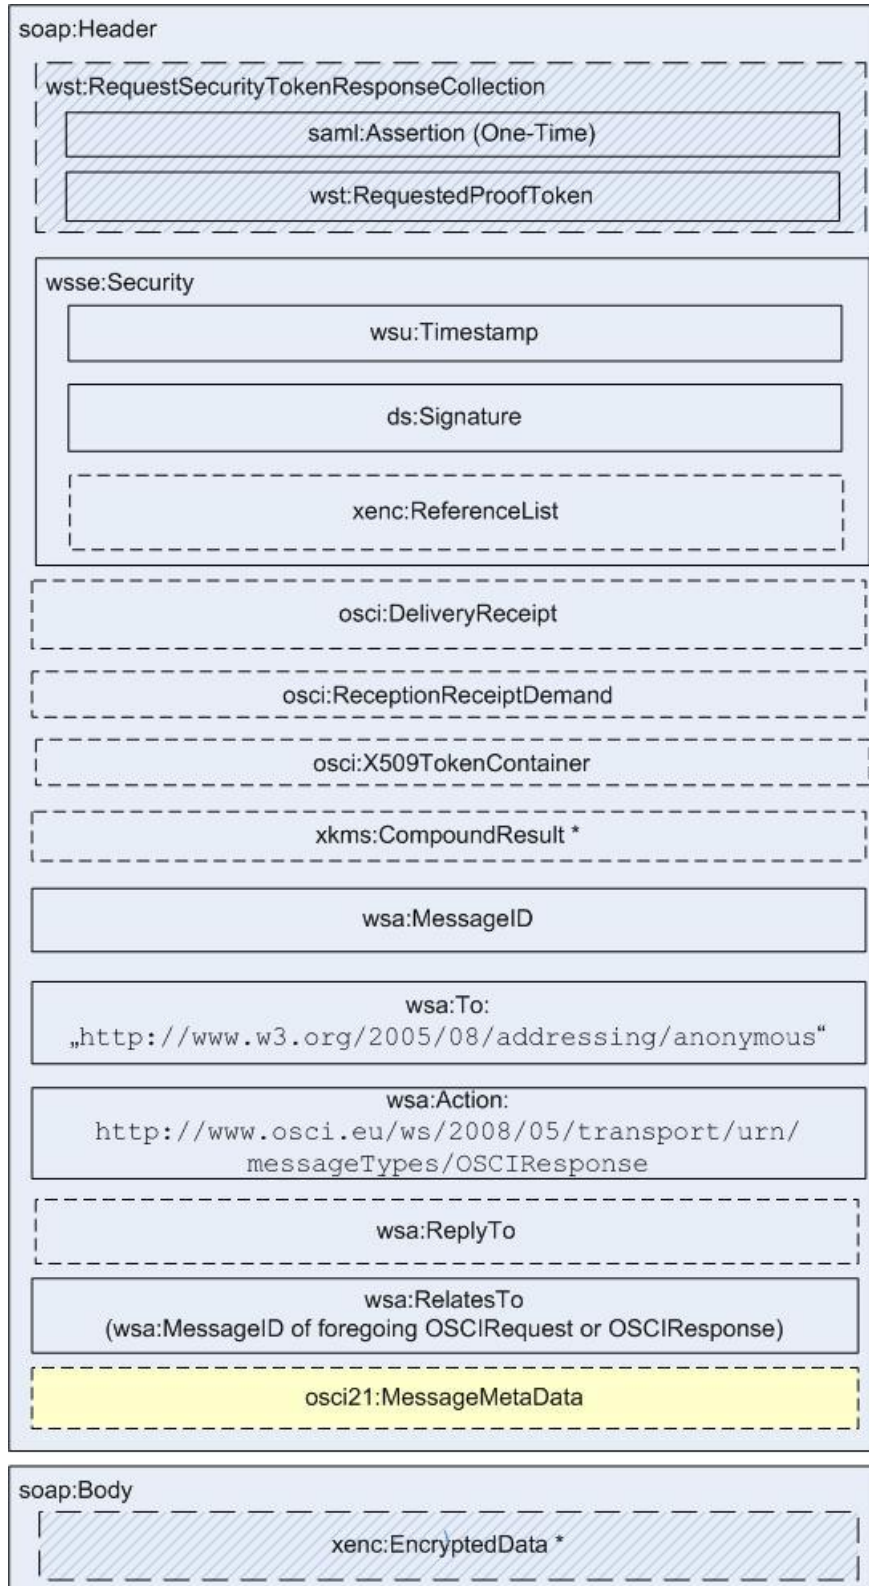 soap:Header
wst:RequestSecurityTokenResponseCollection
saml:Assertion (One-Time)
wst:RequestedProofToken
wsse:Security
wsu:Timestamp
ds:Signature
xenc:ReferenceList
osci:DeliveryReceipt
osci:ReceptionReceiptDemand
osci:X509TokenContainer
xkms:CompoundResult *
wsa:MessageID
wsa:To:
„http://www.w3.org/2005/08/addressing/anonymous“
wsa:Action:
http://www.osci.eu/ws/2008/05/transport/urn/
messageTypes/OSCIResponse
wsa:ReplyTo
wsa:RelatesTo
(wsa:MessageID of foregoing OSCIRequest or OSCIResponse)
osci21:MessageMetaData
soap:Body
xenc:EncryptedData *